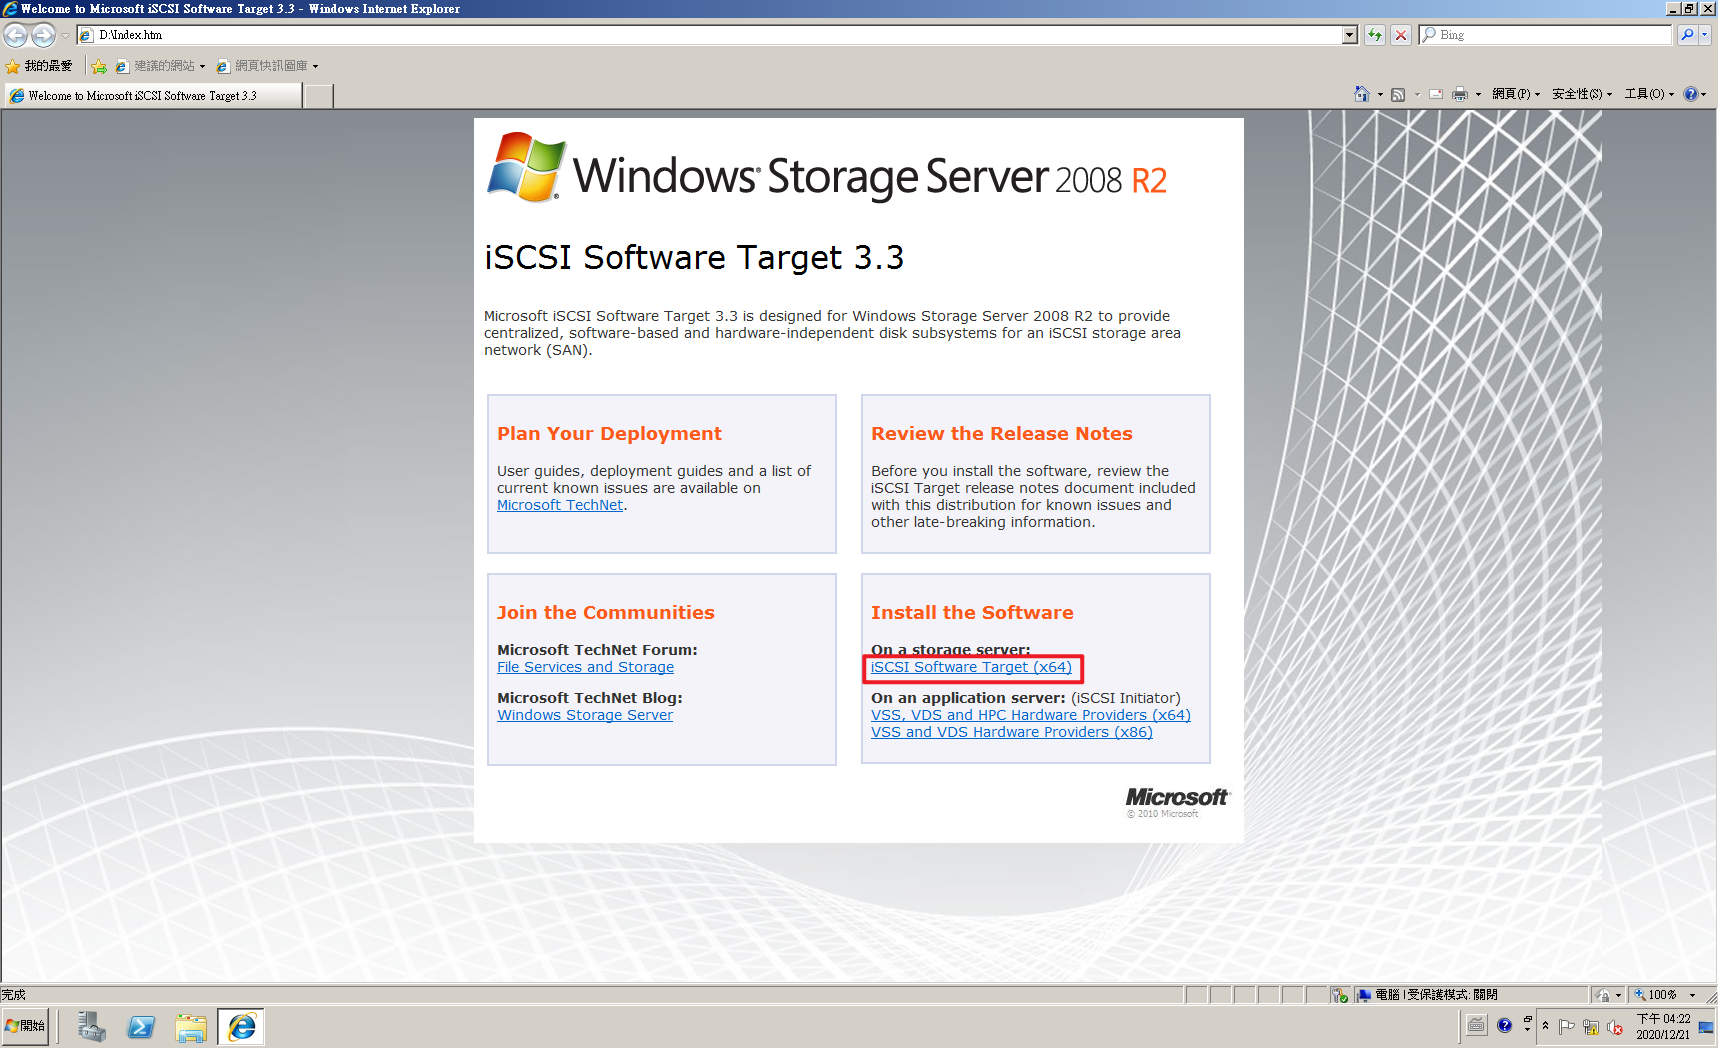 Welcome to Microsoft iSCSI Software Target 3.3 - Windows Internet Explorer
D:\Index.htm
Bing
我的最愛
建議的網站
網頁快訊圖庫
Welcome to Microsoft iSCSI Software Target 3.3
網頁(P)
安全性(S)
工具(O)
Windows Storage Server 2008 R2
iSCSI Software Target 3.3
Microsoft iSCSI Software Target 3.3 is designed for Windows Storage Server 2008 R2 to provide
centralized, software-based and hardware-independent disk subsystems for an iSCSI storage area
network (SAN).
Plan Your Deployment
User guides, deployment guides and a list of
current known issues are available on
Microsoft TechNet.
Review the Release Notes
Before you install the software, review the
iSCSI Target release notes document included
with this distribution for known issues and
other late-breaking information.
Join the Communities
Microsoft TechNet Forum:
File Services and Storage
Microsoft TechNet Blog:
Windows Storage Server
Install the Software
On a storage server:
iSCSI Software Target (x64)
On an application server: (iSCSI Initiator)
VSS, VDS and HPC Hardware Providers (x64)
VSS and VDS Hardware Providers (x86)
Microsoft
© 2010 Microsoft
完成
電腦 | 受保護模式: 關閉
100%
開始
下午 04:22
2020/12/21